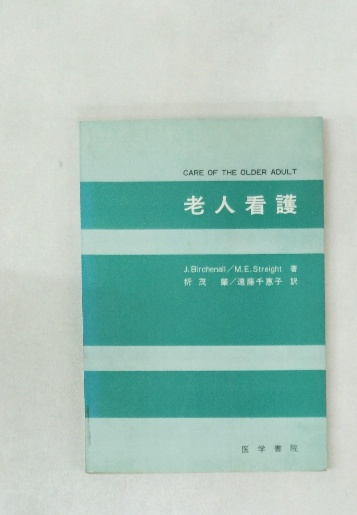 CARE OF THE OLDER ADULT
老人看護
J. Birchenall／M. E. Streight 著
折茂 肇／遠藤千恵子 訳
医学書院